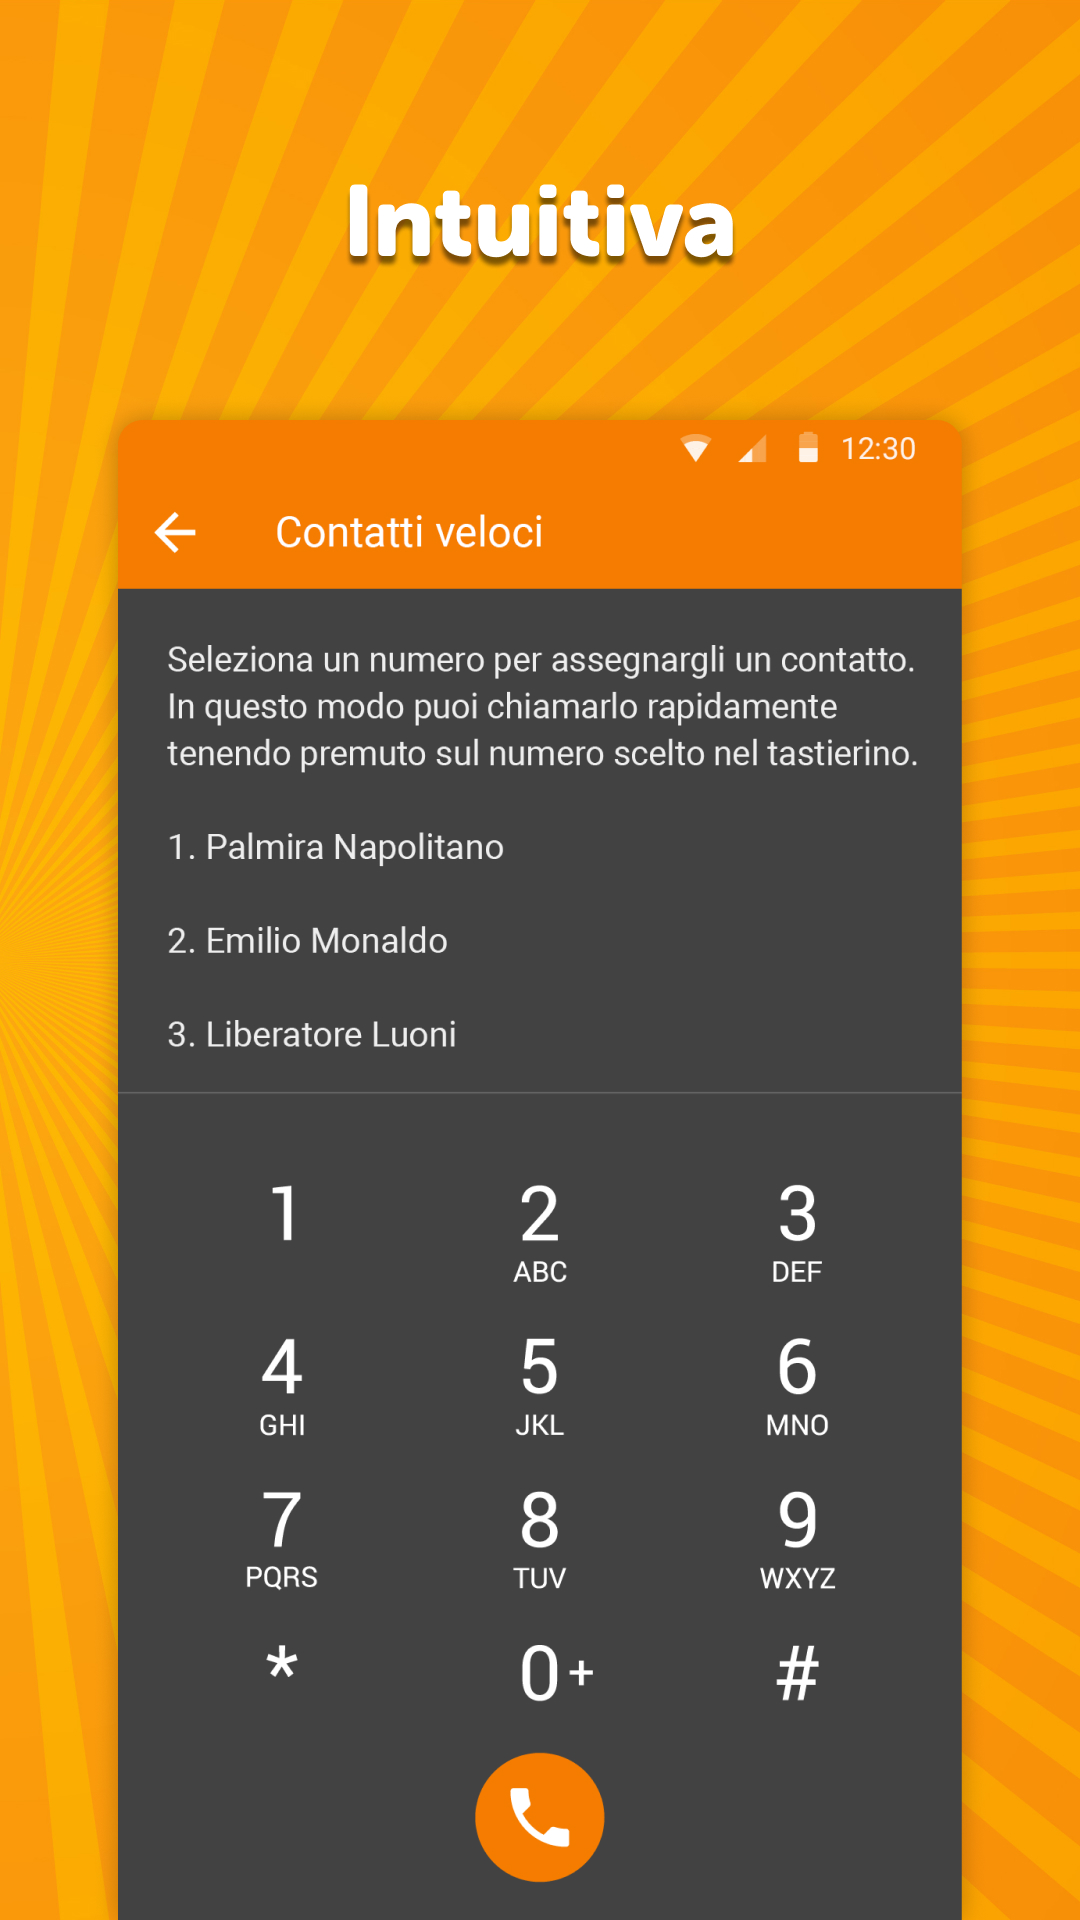 Intuitiva
12:30
Contatti veloci
Seleziona un numero per assegnargli un contatto.
In questo modo puoi chiamarlo rapidamente
tenendo premuto sul numero scelto nel tastierino.
1. Palmira Napolitano
2. Emilio Monaldo
3. Liberatore Luoni
1 2 3
ABC DEF
4 5 6
GHI JKL MNO
7 8 9
PQRS TUV WXYZ
* 0 + #